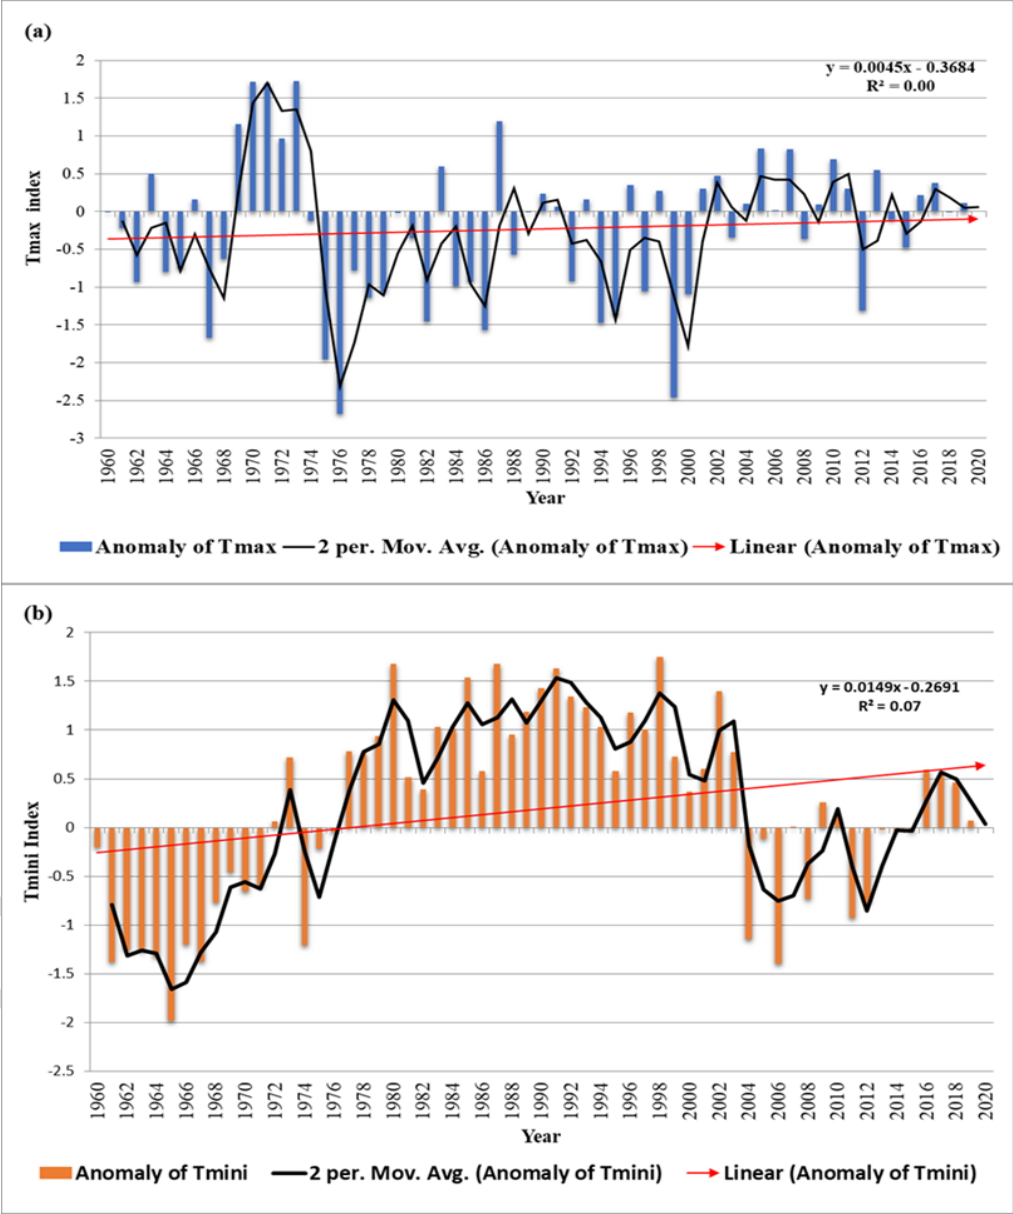 (a)
2
1.5
1
0.5
0
-0.5
-1
-1.5
-2
-2.5
-3
Tmax index
y = 0.0045x - 0.3684
R² = 0.00
1960 1962 1964 1966 1968 1970 1972 1974 1976 1978 1980 1982 1984 1986 1988 1990 1992 1994 1996 1998 2000 2002 2004 2006 2008 2010 2012 2014 2016 2018 2020
Year
Anomaly of Tmax 2 per. Mov. Avg. (Anomaly of Tmax) Linear (Anomaly of Tmax)
(b)
2
1.5
1
0.5
0
-0.5
-1
-1.5
-2
-2.5
Tmini Index
y = 0.0149x - 0.2691
R² = 0.07
1960 1962 1964 1966 1968 1970 1972 1974 1976 1978 1980 1982 1984 1986 1988 1990 1992 1994 1996 1998 2000 2002 2004 2006 2008 2010 2012 2014 2016 2018 2020
Year
Anomaly of Tmini 2 per. Mov. Avg. (Anomaly of Tmini) Linear (Anomaly of Tmini)